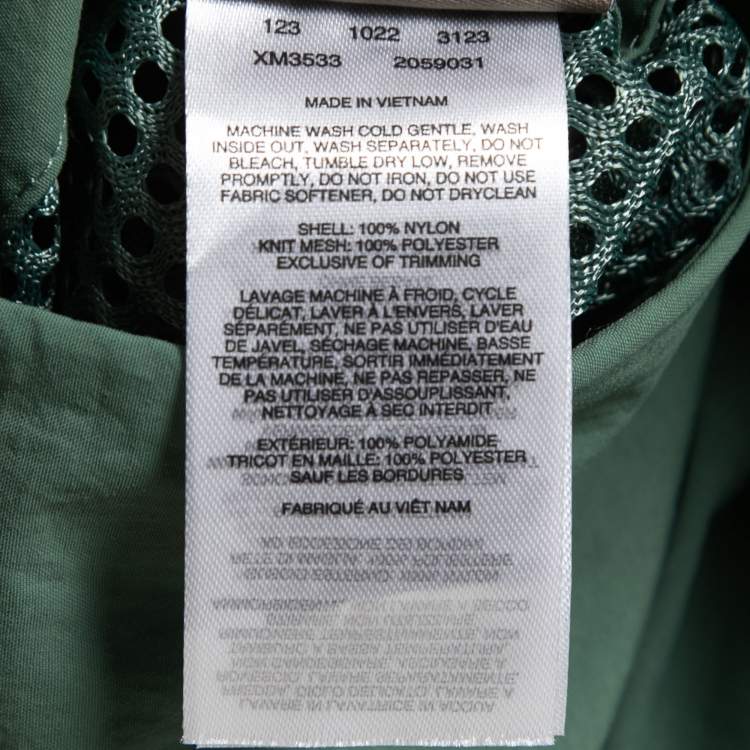 123 1022 3123
XM3533 2059031
MADE IN VIETNAM
MACHINE WASH COLD GENTLE, WASH
INSIDE OUT, WASH SEPARATELY, DO NOT
BLEACH, TUMBLE DRY LOW, REMOVE
PROMPTLY, DO NOT IRON, DO NOT USE
FABRIC SOFTENER, DO NOT DRYCLEAN
SHELL: 100% NYLON
KNIT MESH: 100% POLYESTER
EXCLUSIVE OF TRIMMING
LAVAGE MACHINE À FROID, CYCLE
DÉLICAT, LAVER À L'ENVERS, LAVER
SÉPARÉMENT, NE PAS UTILISER D'EAU
DE JAVEL, SÉCHAGE MACHINE, BASSE
TEMPÉRATURE, SORTIR IMMÉDIATEMENT
DE LA MACHINE, NE PAS REPASSER, NE
PAS UTILISER D'ASSOUPLISSANT,
NETTOYAGE À SEC INTERDIT
EXTÉRIEUR: 100% POLYAMIDE
TRICOT EN MAILLE: 100% POLYESTER
SAUF LES BORDURES
FABRIQUÉ AU VIÊT NAM